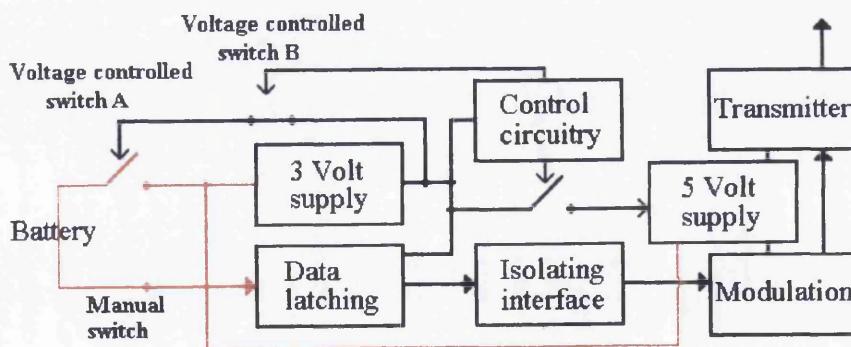 Voltage controlled
switch B
Voltage controlled
switch A
Control
circuitry
Transmitter
3 Volt
supply
5 Volt
supply
Battery
Data
latching
Isolating
interface
Modulation
Manual
switch